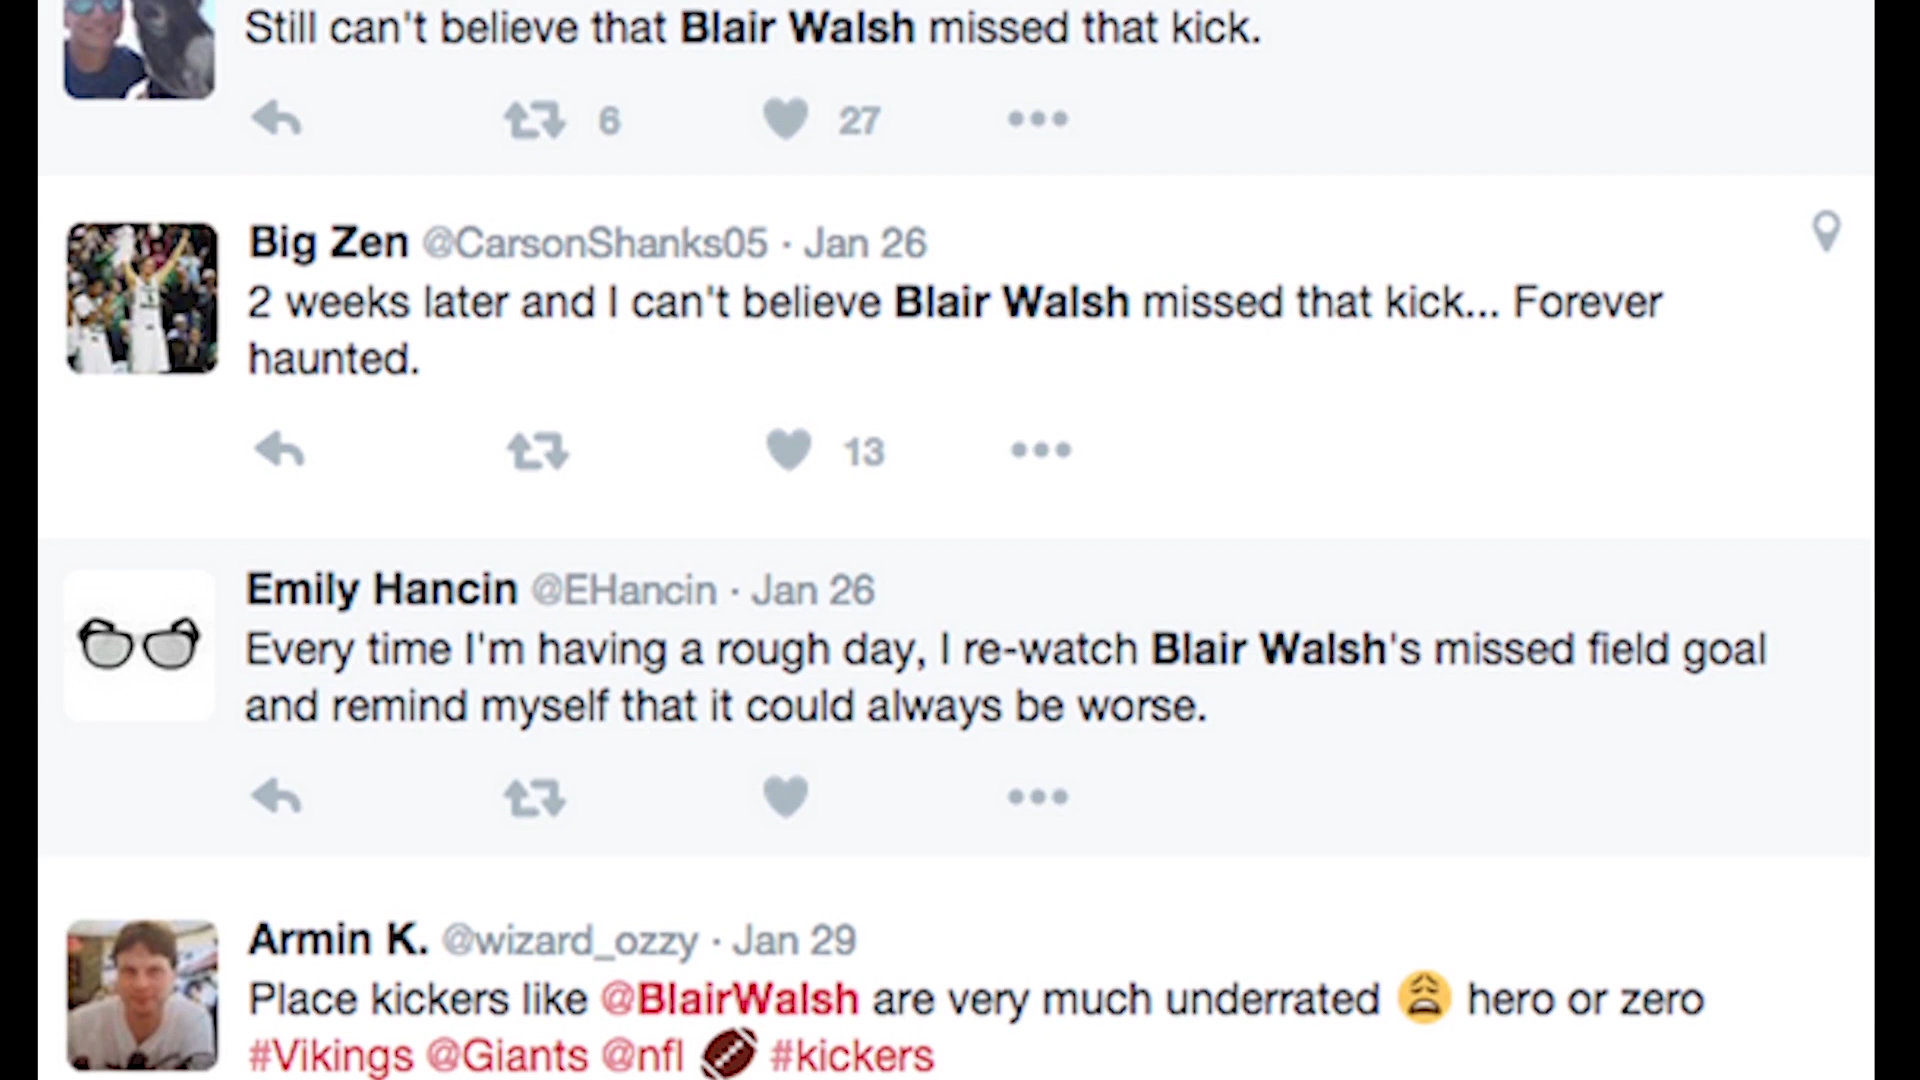 Still can't believe that Blair Walsh missed that kick.
6 27
Big Zen @CarsonShanks05 · Jan 26
2 weeks later and I can't believe Blair Walsh missed that kick... Forever
haunted.
13
Emily Hancin @EHancin · Jan 26
Every time I'm having a rough day, I re-watch Blair Walsh's missed field goal
and remind myself that it could always be worse.
Armin K. @wizard_ozzy · Jan 29
Place kickers like @BlairWalsh are very much underrated 😩 hero or zero
#Vikings @Giants @nfl 🏈 #kickers